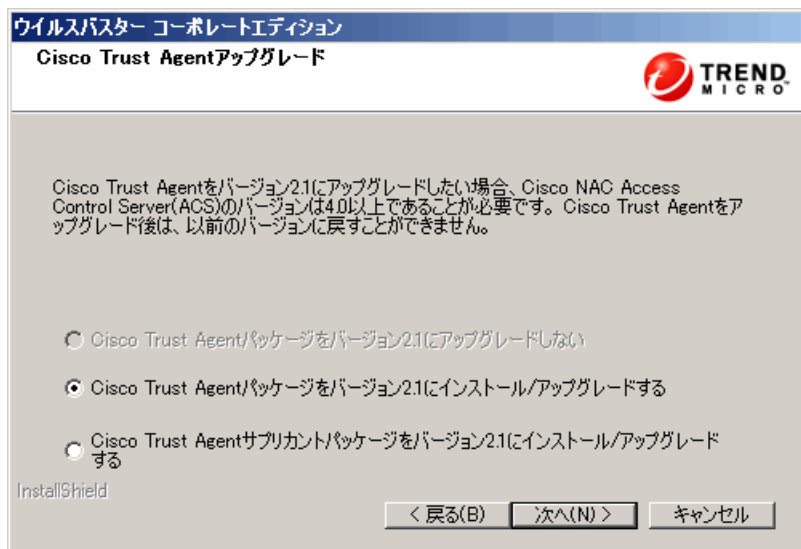 ウイルスバスター コーポレートエディション
Cisco Trust Agentアップグレード
TREND
MICRO
Cisco Trust Agentをバージョン2.1にアップグレードしたい場合、Cisco NAC Access
Control Server(ACS)のバージョンは4.0以上であることが必要です。Cisco Trust Agentをア
ップグレード後は、以前のバージョンに戻すことができません。
Cisco Trust Agentパッケージをバージョン2.1にアップグレードしない
Cisco Trust Agentパッケージをバージョン2.1にインストール/アップグレードする
Cisco Trust Agentサプリカントパッケージをバージョン2.1にインストール/アップグレード
する
InstallShield
< 戻る(B)
次へ(N) >
キャンセル